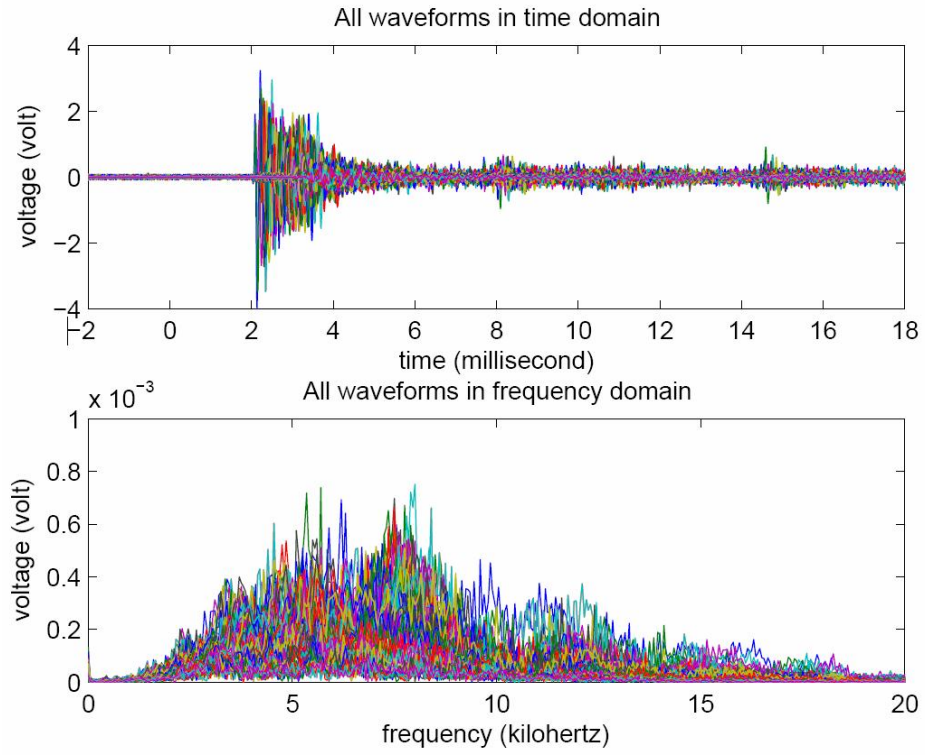 All waveforms in time domain
4
2
0
−2
−4
voltage (volt)
−2 0 2 4 6 8 10 12 14 16 18
time (millisecond)
x 10−3
All waveforms in frequency domain
1
0.8
0.6
0.4
0.2
0
voltage (volt)
0 5 10 15 20
frequency (kilohertz)